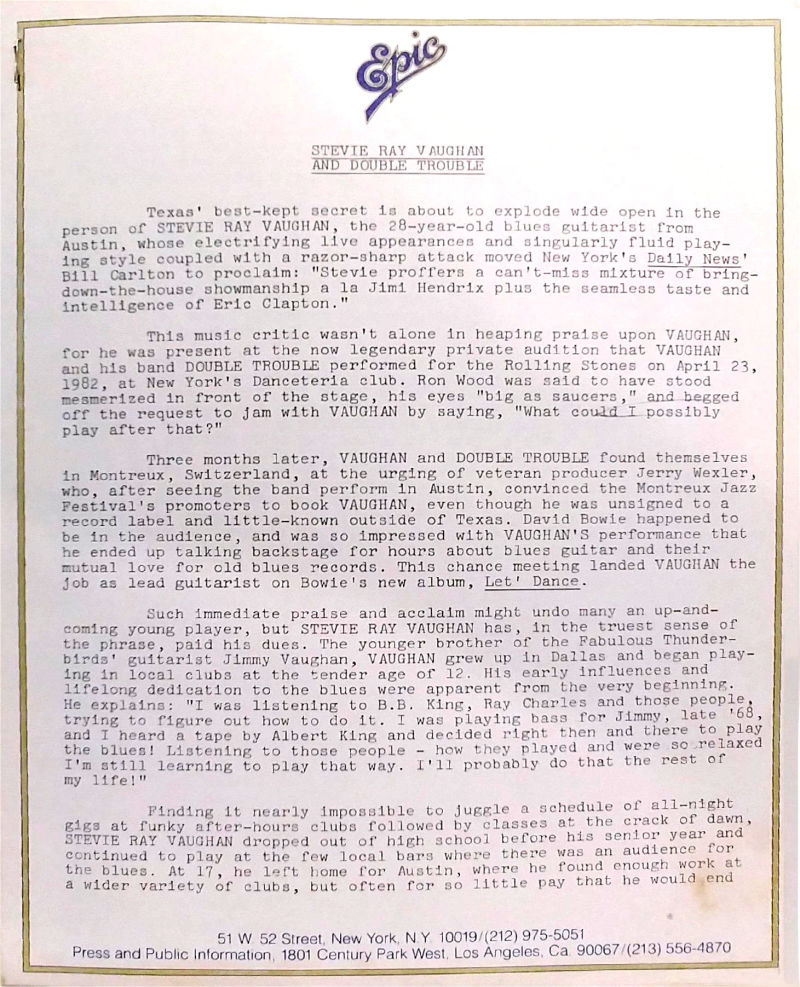 Epic
STEVIE RAY VAUGHAN
AND DOUBLE TROUBLE
Texas' best-kept secret is about to explode wide open in the
person of STEVIE RAY VAUGHAN, the 28-year-old blues guitarist from
Austin, whose electrifying live appearances and singularly fluid play-
ing style coupled with a razor-sharp attack moved New York's Daily News'
Bill Carlton to proclaim: "Stevie proffers a can't-miss mixture of bring-
down-the-house showmanship a la Jimi Hendrix plus the seamless taste and
intelligence of Eric Clapton."
This music critic wasn't alone in heaping praise upon VAUGHAN,
for he was present at the now legendary private audition that VAUGHAN
and his band DOUBLE TROUBLE performed for the Rolling Stones on April 23,
1982, at New York's Danceteria club. Ron Wood was said to have stood
mesmerized in front of the stage, his eyes "big as saucers," and begged
off the request to jam with VAUGHAN by saying, "What could I possibly
play after that?"
Three months later, VAUGHAN and DOUBLE TROUBLE found themselves
in Montreux, Switzerland, at the urging of veteran producer Jerry Wexler,
who, after seeing the band perform in Austin, convinced the Montreux Jazz
Festival's promoters to book VAUGHAN, even though he was unsigned to a
record label and little-known outside of Texas. David Bowie happened to
be in the audience, and was so impressed with VAUGHAN'S performance that
he ended up talking backstage for hours about blues guitar and their
mutual love for old blues records. This chance meeting landed VAUGHAN the
job as lead guitarist on Bowie's new album, Let' Dance.
Such immediate praise and acclaim might undo many an up-and-
coming young player, but STEVIE RAY VAUGHAN has, in the truest sense of
the phrase, paid his dues. The younger brother of the Fabulous Thunder-
birds' guitarist Jimmy Vaughan, VAUGHAN grew up in Dallas and began play-
ing in local clubs at the tender age of 12. His early influences and
lifelong dedication to the blues were apparent from the very beginning.
He explains: "I was listening to B.B. King, Ray Charles and those people,
trying to figure out how to do it. I was playing bass for Jimmy, late '68,
and I heard a tape by Albert King and decided right then and there to play
the blues! Listening to those people - how they played and were so relaxed
I'm still learning to play that way. I'll probably do that the rest of
my life!"
Finding it nearly impossible to juggle a schedule of all-night
gigs at funky after-hours clubs followed by classes at the crack of dawn,
STEVIE RAY VAUGHAN dropped out of high school before his senior year and
continued to play at the few local bars where there was an audience for
the blues. At 17, he left home for Austin, where he found enough work at
a wider variety of clubs, but often for so little pay that he would end
51 W. 52 Street, New York, N.Y. 10019/(212) 975-5051
Press and Public Information, 1801 Century Park West, Los Angeles, Ca. 90067/(213) 556-4870